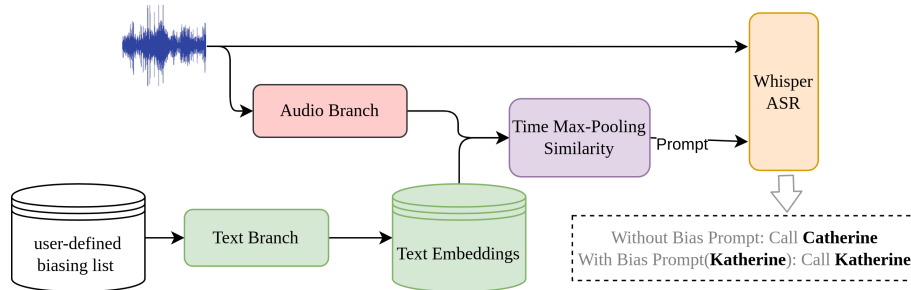 Whisper
ASR
Audio Branch
Time Max-Pooling
Similarity
Prompt
user-defined
biasing list
Text Branch
Text Embeddings
Without Bias Prompt: Call Catherine
With Bias Prompt(Katherine): Call Katherine